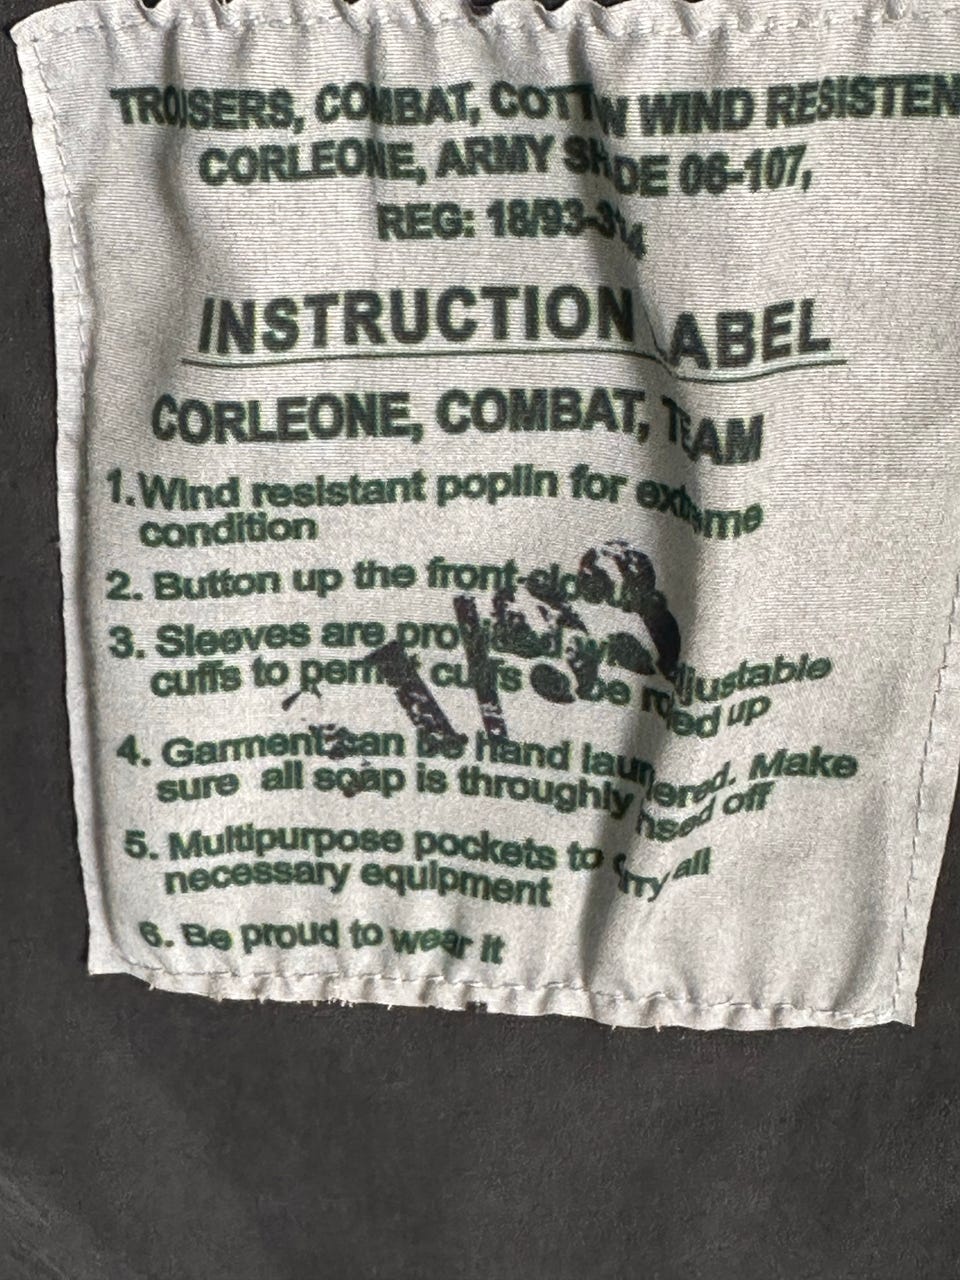 TROUSERS, COMBAT, COTTON WIND RESISTEN
CORLEONE, ARMY SHADE 06-107,
REG: 18/93-314
INSTRUCTION LABEL
CORLEONE, COMBAT, TEAM
1. Wind resistant poplin for extreme
condition
2. Button up the front
3. Sleeves are provided with adjustable
cuffs to permit cuffs to be rolled up
4. Garment can be hand laundered. Make
sure all soap is throughly rinsed off
5. Multipurpose pockets to carry all
necessary equipment
6. Be proud to wear it